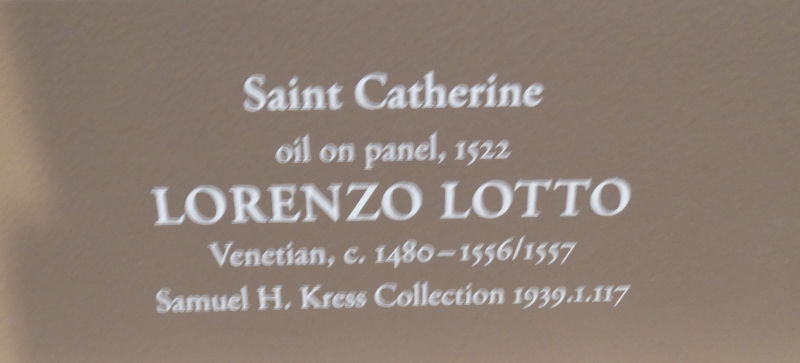 Saint Catherine
oil on panel, 1522
LORENZO LOTTO
Venetian, c. 1480–1556/1557
Samuel H. Kress Collection 1939.1.117